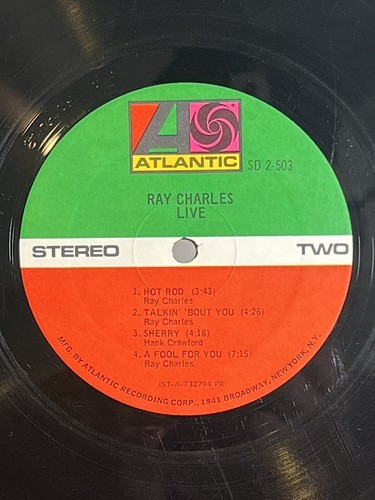 ATLANTIC
SD 2-503
RAY CHARLES
LIVE
STEREO
TWO
1. HOT ROD (3:43)
Ray Charles
2. TALKIN' 'BOUT YOU (4:26)
Ray Charles
3. SHERRY (4:18)
Hank Crawford
4. A FOOL FOR YOU (7:15)
Ray Charles
(ST-A-732794 PR)
MFG. BY ATLANTIC RECORDING CORP., 1841 BROADWAY, NEW YORK, N.Y.